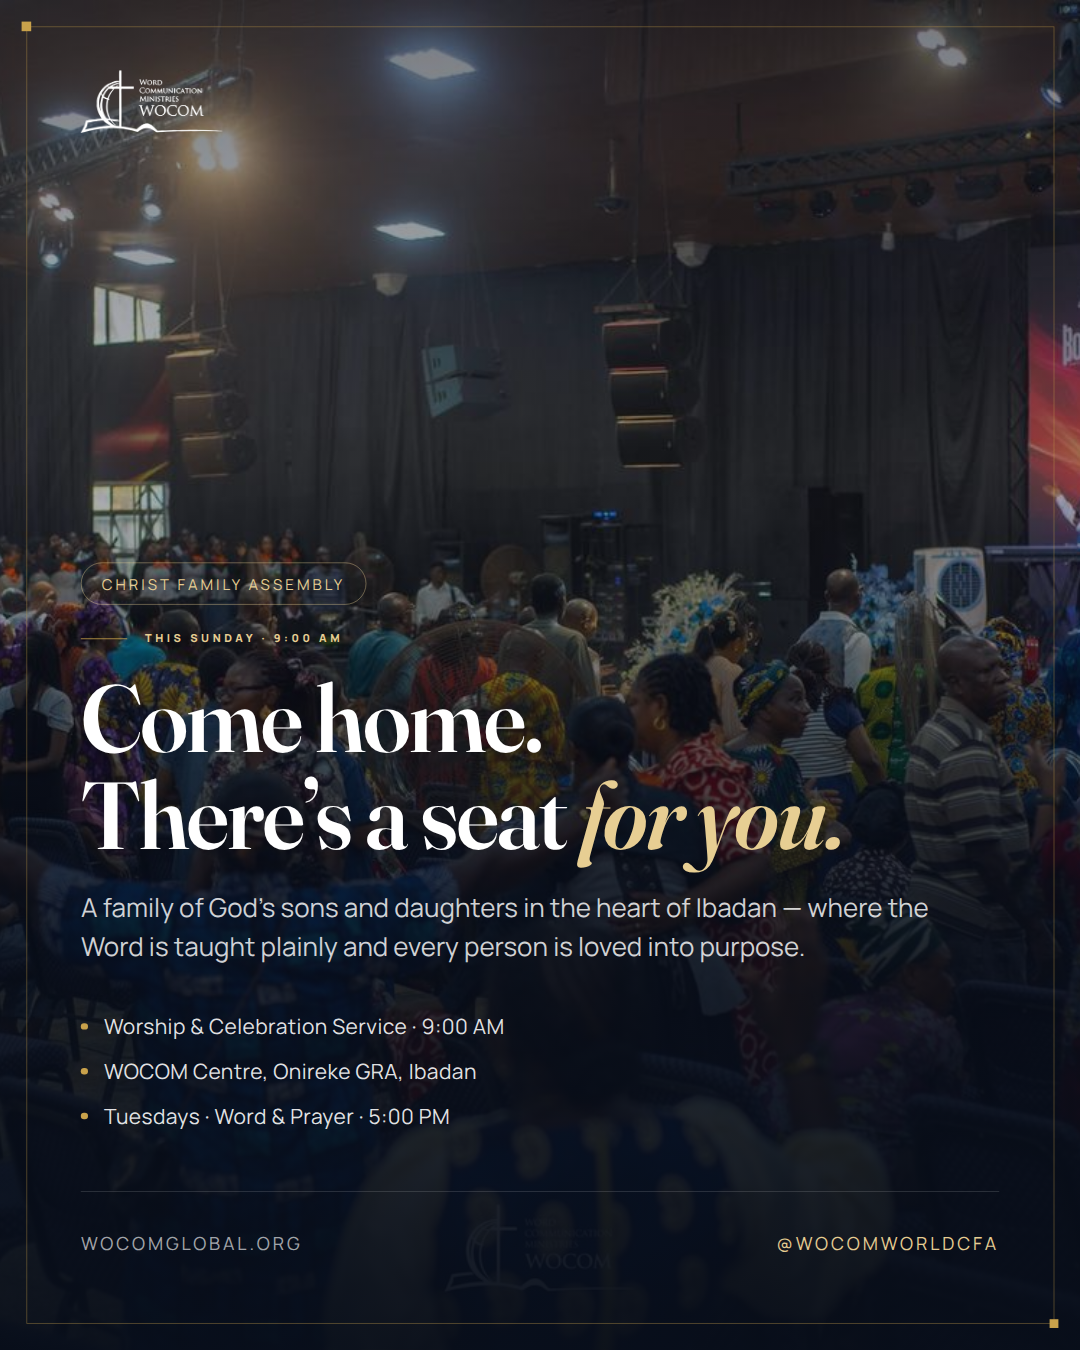 WORD
COMMUNICATION
MINISTRIES
WOCOM
CHRIST FAMILY ASSEMBLY
THIS SUNDAY · 9:00 AM
Come home.
There’s a seat for you.
A family of God’s sons and daughters in the heart of Ibadan — where the
Word is taught plainly and every person is loved into purpose.
Worship & Celebration Service · 9:00 AM
WOCOM Centre, Onireke GRA, Ibadan
Tuesdays · Word & Prayer · 5:00 PM
WOCOMGLOBAL.ORG
WOCOM
@WOCOMWORLDCFA